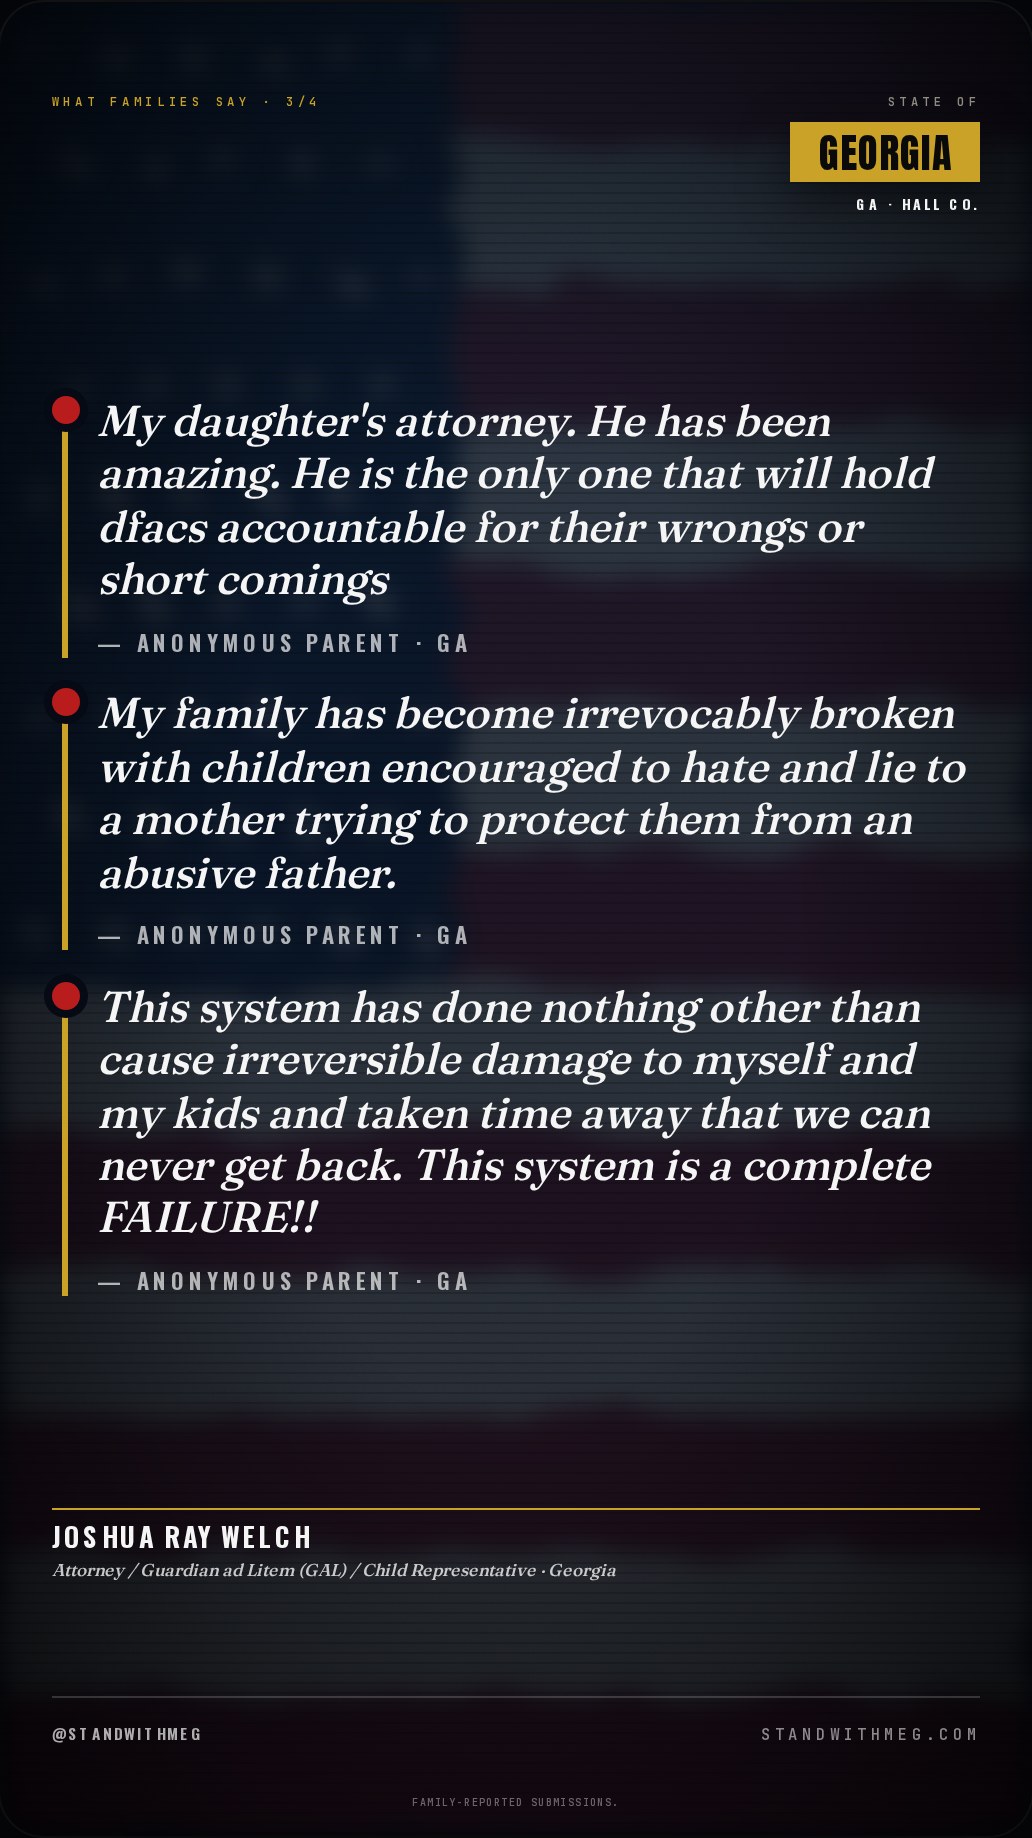 WHAT FAMILIES SAY · 3/4
STATE OF
GEORGIA
GA · HALL CO.
My daughter's attorney. He has been
amazing. He is the only one that will hold
dfacs accountable for their wrongs or
short comings
— ANONYMOUS PARENT · GA
My family has become irrevocably broken
with children encouraged to hate and lie to
a mother trying to protect them from an
abusive father.
— ANONYMOUS PARENT · GA
This system has done nothing other than
cause irreversible damage to myself and
my kids and taken time away that we can
never get back. This system is a complete
FAILURE!!
— ANONYMOUS PARENT · GA
JOSHUA RAY WELCH
Attorney / Guardian ad Litem (GAL) / Child Representative · Georgia
@STANDWITHMEG
STANDWITHMEG.COM
FAMILY-REPORTED SUBMISSIONS.